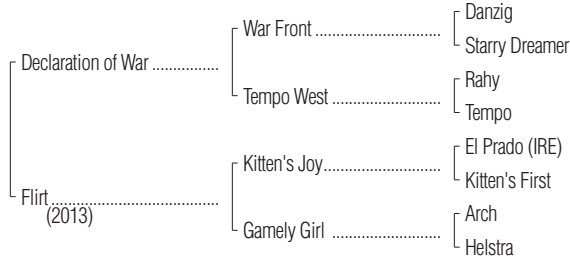 Danzig
War Front ............................
Starry Dreamer
Declaration of War ................
Rahy
Tempo West ........................
Tempo
El Prado (IRE)
Kitten's Joy..........................
Kitten's First
Flirt.......................................
(2013)
Arch
Gamely Girl ........................
Helstra